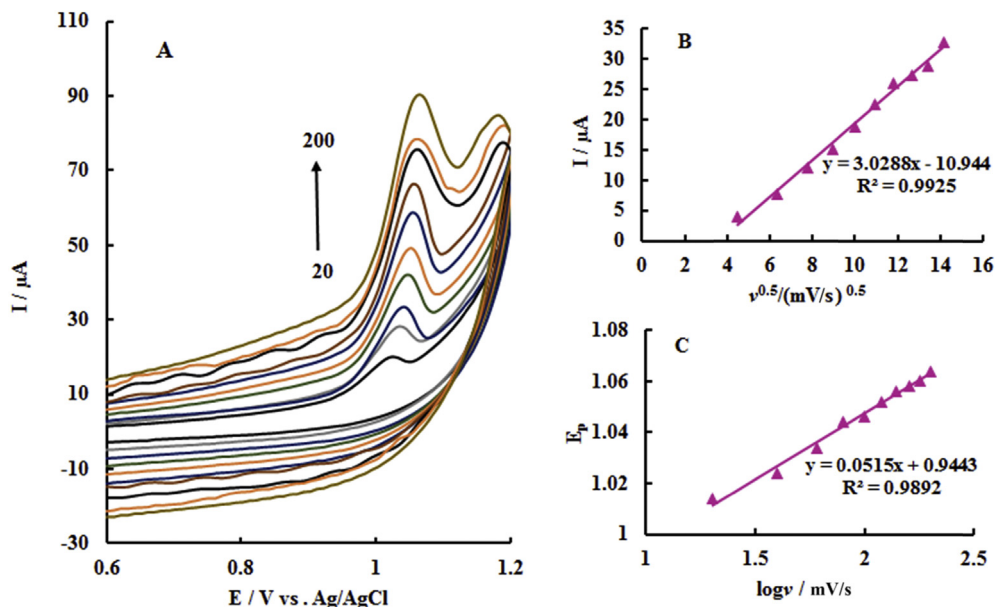 A
110
90
70
50
30
10
-10
-30
200
20
I / μA
0.6
0.8
1
1.2
E / V vs . Ag/AgCl
B
35
30
25
20
15
10
5
0
I / μA
y = 3.0288x - 10.944
R² = 0.9925
0 2 4 6 8 10 12 14 16
v^0.5/(mV/s)^0.5
C
1.08
1.06
1.04
1.02
1
Ep
y = 0.0515x + 0.9443
R² = 0.9892
1 1.5 2 2.5
logv / mV/s